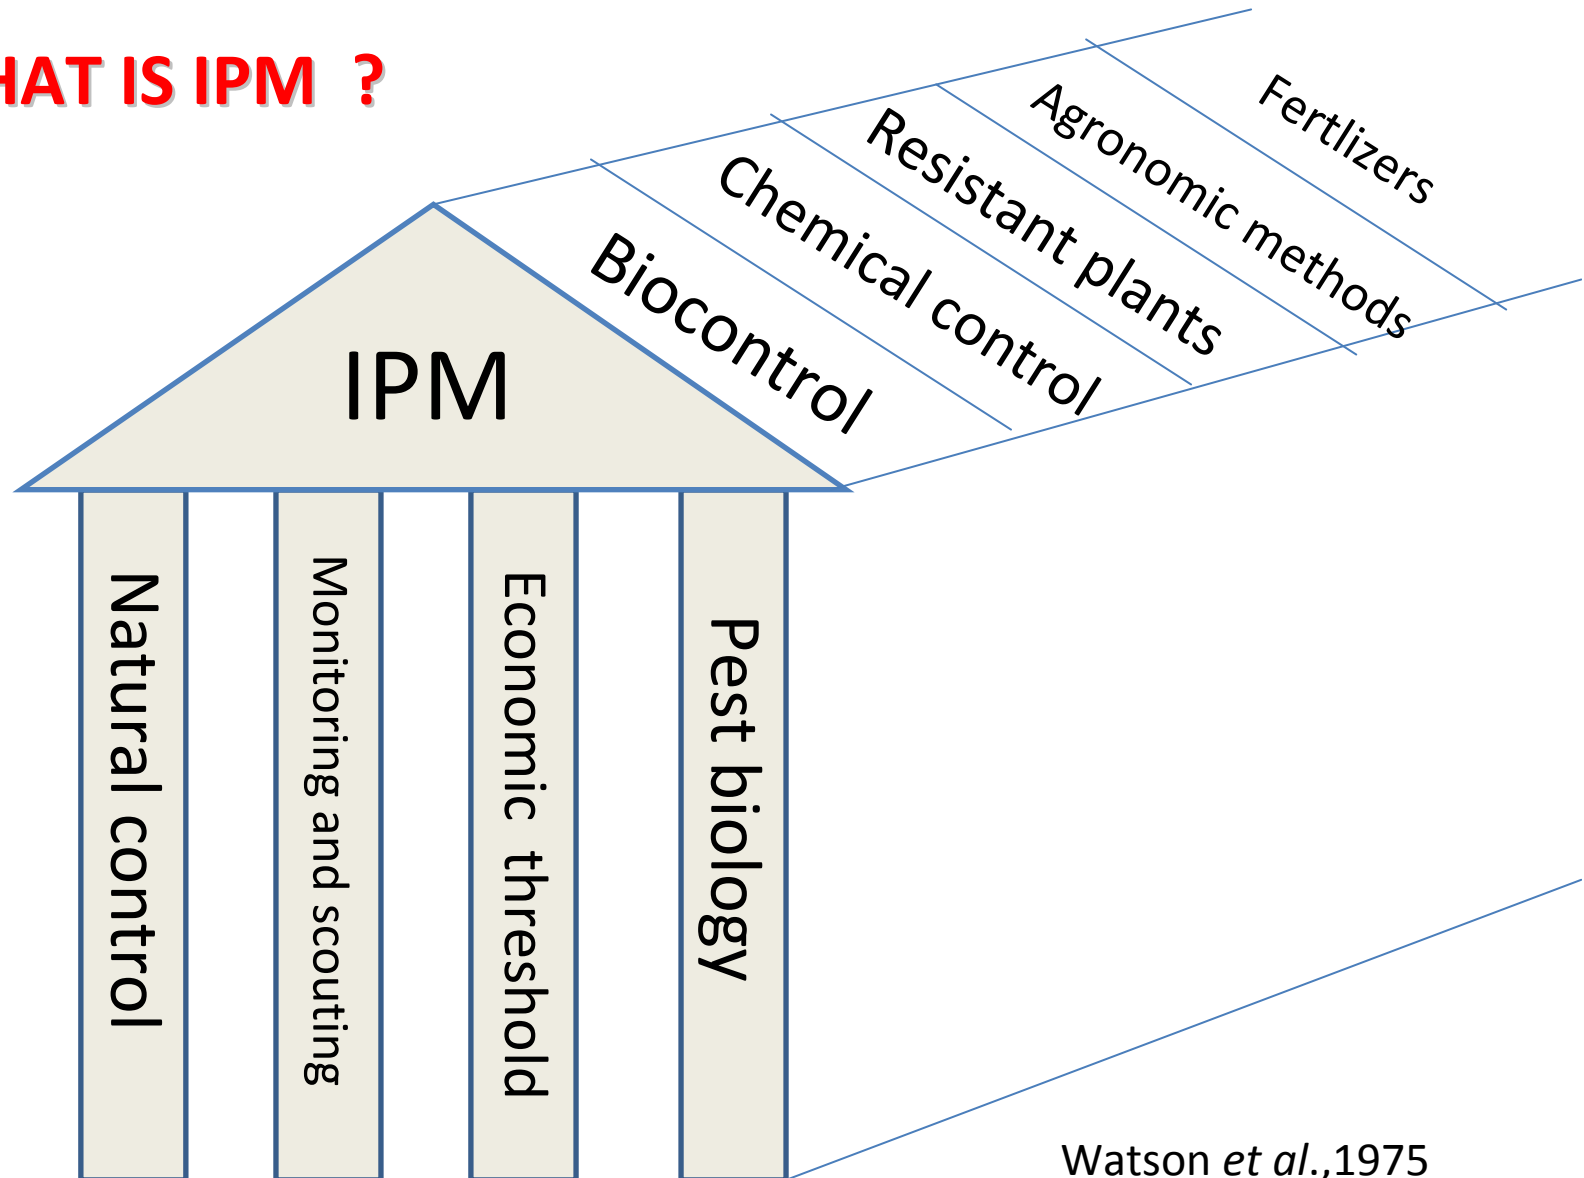 HAT IS IPM ?
Fertlizers
Agronomic methods
Resistant plants
Chemical control
Biocontrol
IPM
Natural control
Monitoring and scouting
Economic threshold
Pest biology
Watson et al.,1975